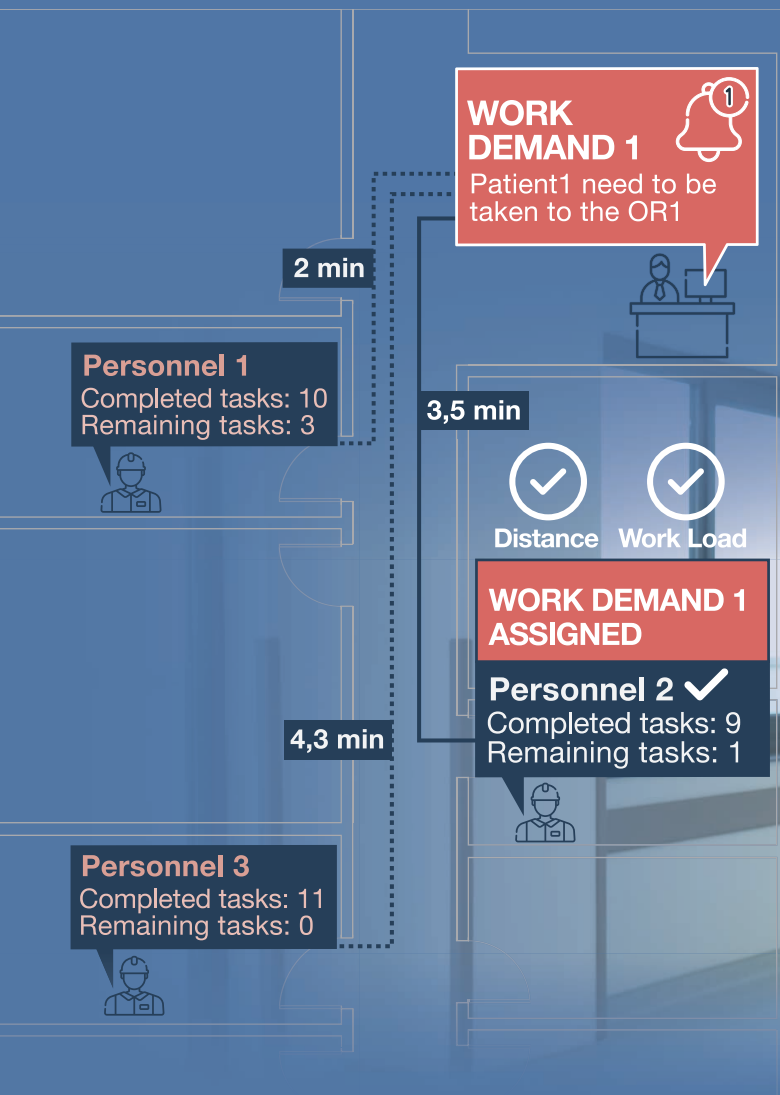 1
WORK
DEMAND 1
Patient1 need to be
taken to the OR1
2 min
Personnel 1
Completed tasks: 10
Remaining tasks: 3
3,5 min
Distance
Work Load
WORK DEMAND 1
ASSIGNED
Personnel 2
Completed tasks: 9
Remaining tasks: 1
4,3 min
Personnel 3
Completed tasks: 11
Remaining tasks: 0